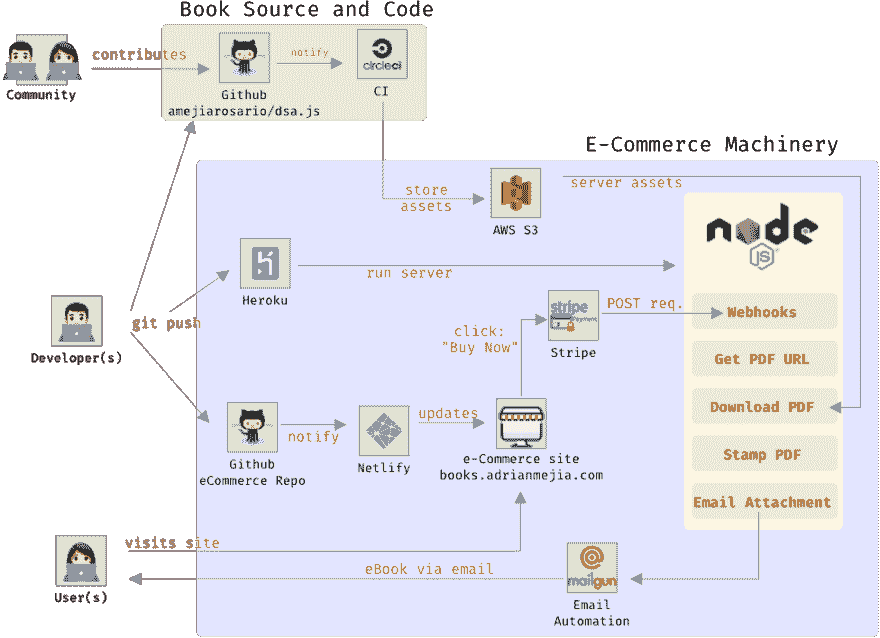 Book Source and Code
contributes
notify
circleci
Community
Github
amejiarosario/dsa.js
CI
E-Commerce Machinery
store
assets
server assets
AWS S3
node
JS
Heroku
run server
git push
Developer(s)
click:
"Buy Now"
stripe
Payment
Stripe
POST req.
Webhooks
Get PDF URL
Download PDF
Stamp PDF
Email Attachment
Github
eCommerce Repo
notify
Netlify
updates
e-Commerce site
books.adrianmejia.com
visits site
User(s)
eBook via email
mailgun
Email
Automation